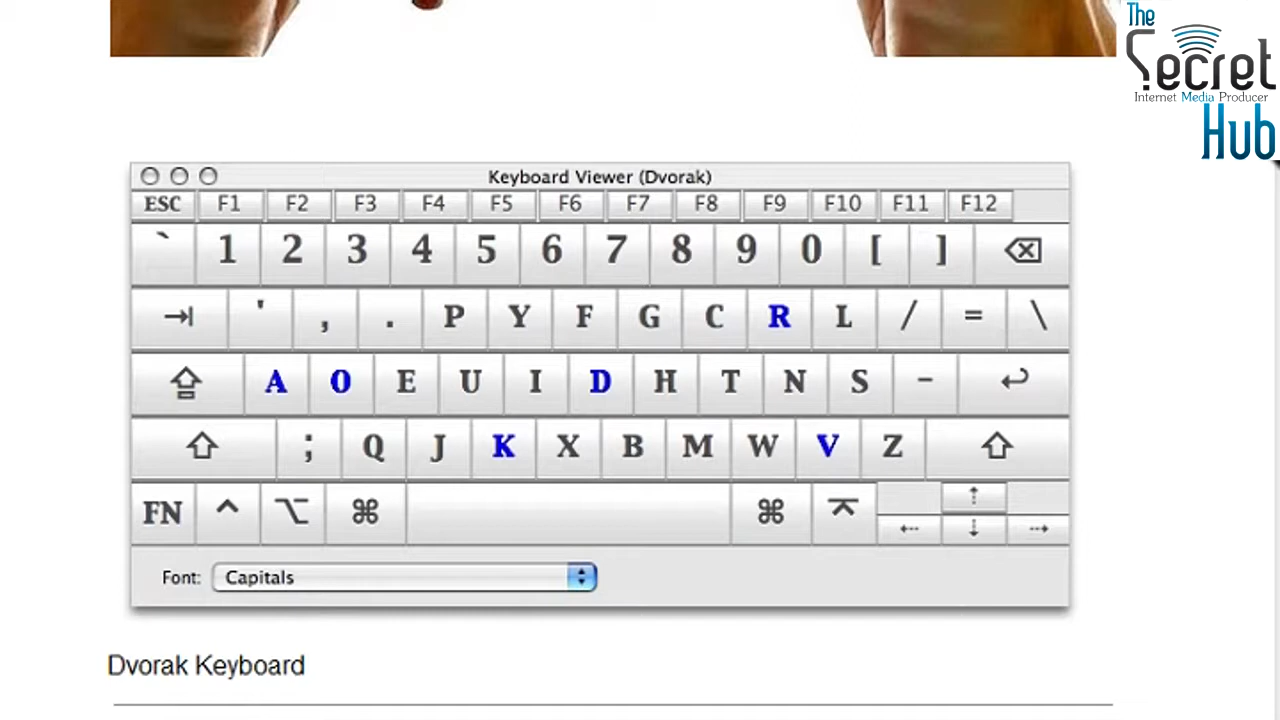 The
Secret
Internet Media Producer
Hub
Keyboard Viewer (Dvorak)
ESC F1 F2 F3 F4 F5 F6 F7 F8 F9 F10 F11 F12
` 1 2 3 4 5 6 7 8 9 0 [ ]
' , . P Y F G C R L / = \
A O E U I D H T N S -
; Q J K X B M W V Z
FN ^ ⌥ ⌘ ⌘
Font: Capitals
Dvorak Keyboard